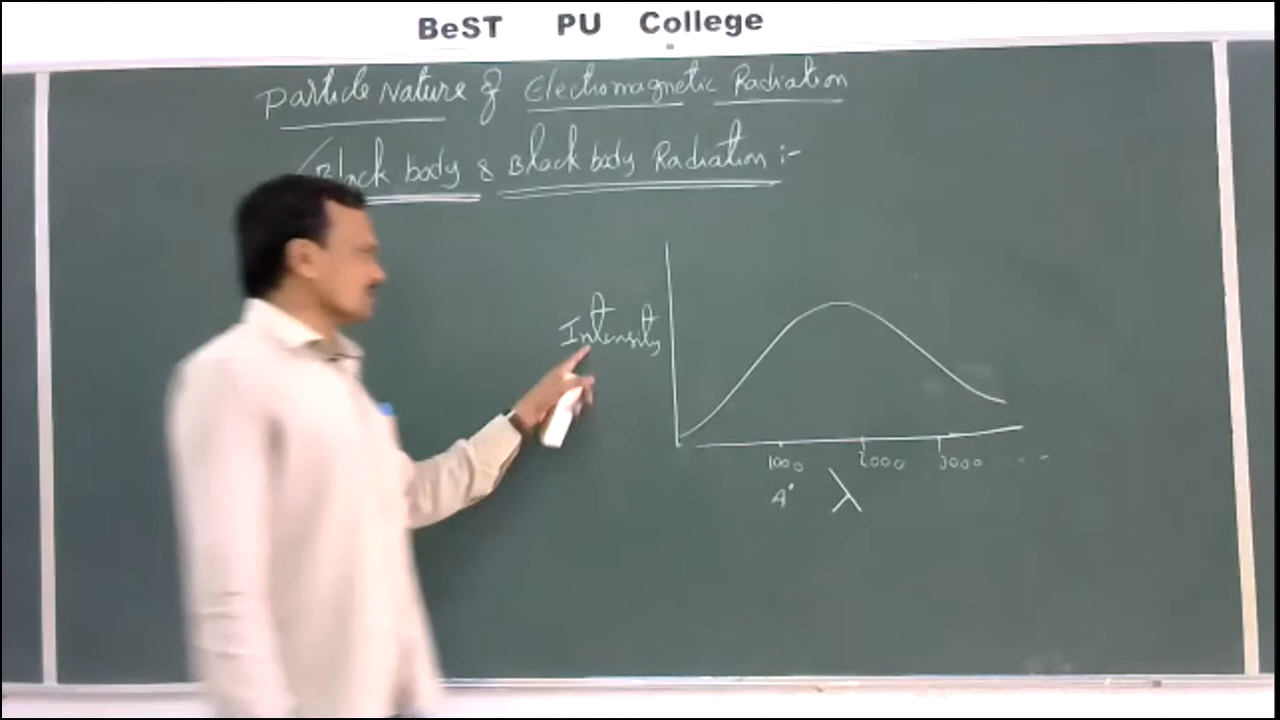 BeST PU College
Particle Nature of Electromagnetic Radiation
Black body & Black body Radiation :-
Intensity
1000 2000 3000 - - -
A° λ